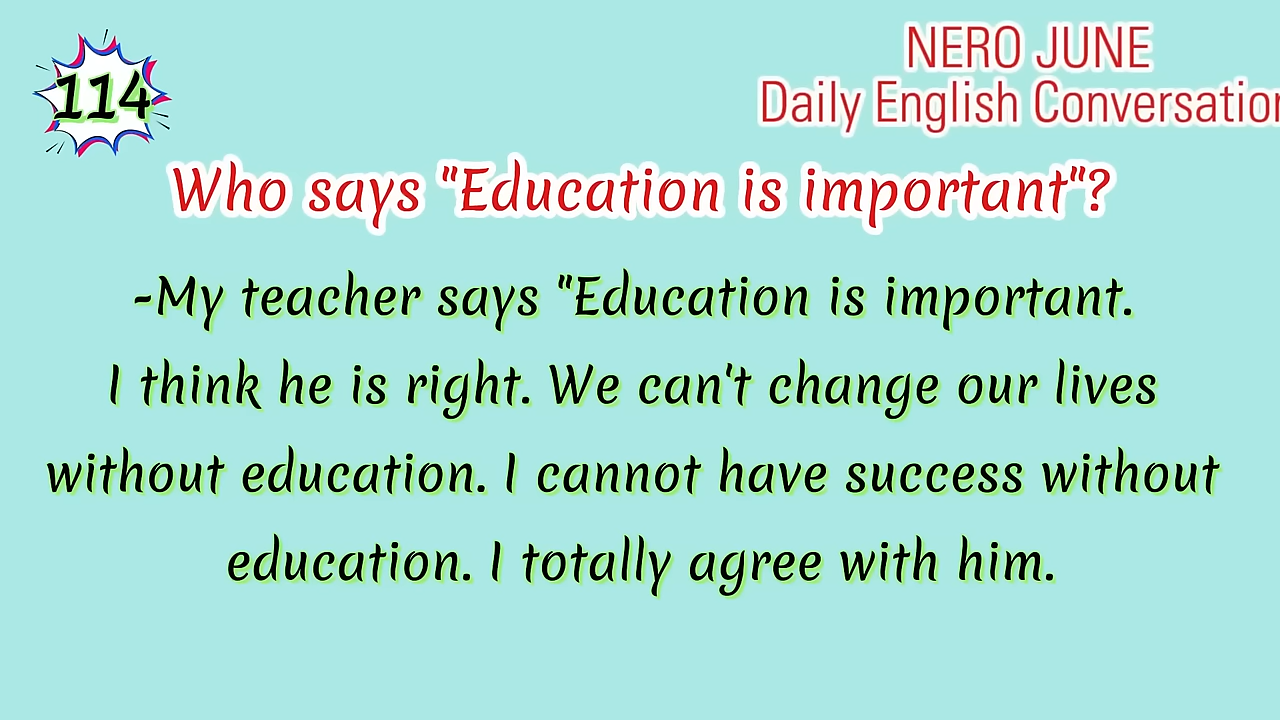 114
NERO JUNE
Daily English Conversation
Who says "Education is important"?
-My teacher says "Education is important.
I think he is right. We can't change our lives
without education. I cannot have success without
education. I totally agree with him.